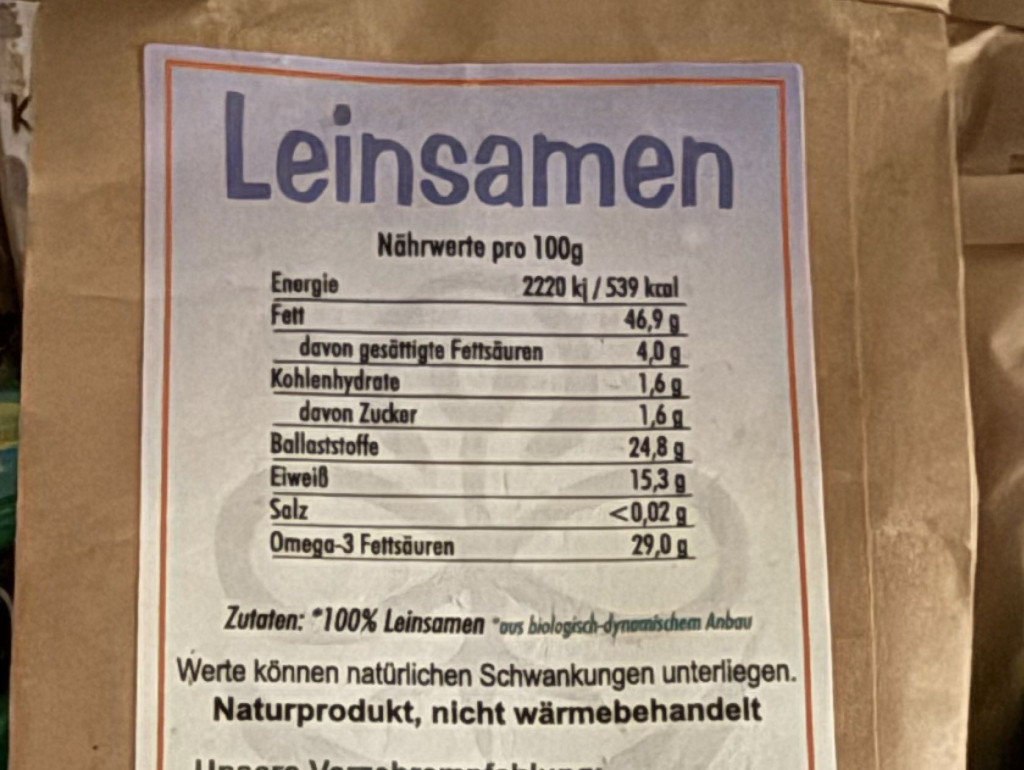 Leinsamen
Nährwerte pro 100g
Energie 2220 kj / 539 kcal
Fett 46,9 g
davon gesättigte Fettsäuren 4,0 g
Kohlenhydrate 1,6 g
davon Zucker 1,6 g
Ballaststoffe 24,8 g
Eiweiß 15,3 g
Salz <0,02 g
Omega-3 Fettsäuren 29,0 g
Zutaten: *100% Leinsamen *aus biologisch-dynamischem Anbau
Werte können natürlichen Schwankungen unterliegen.
Naturprodukt, nicht wärmebehandelt